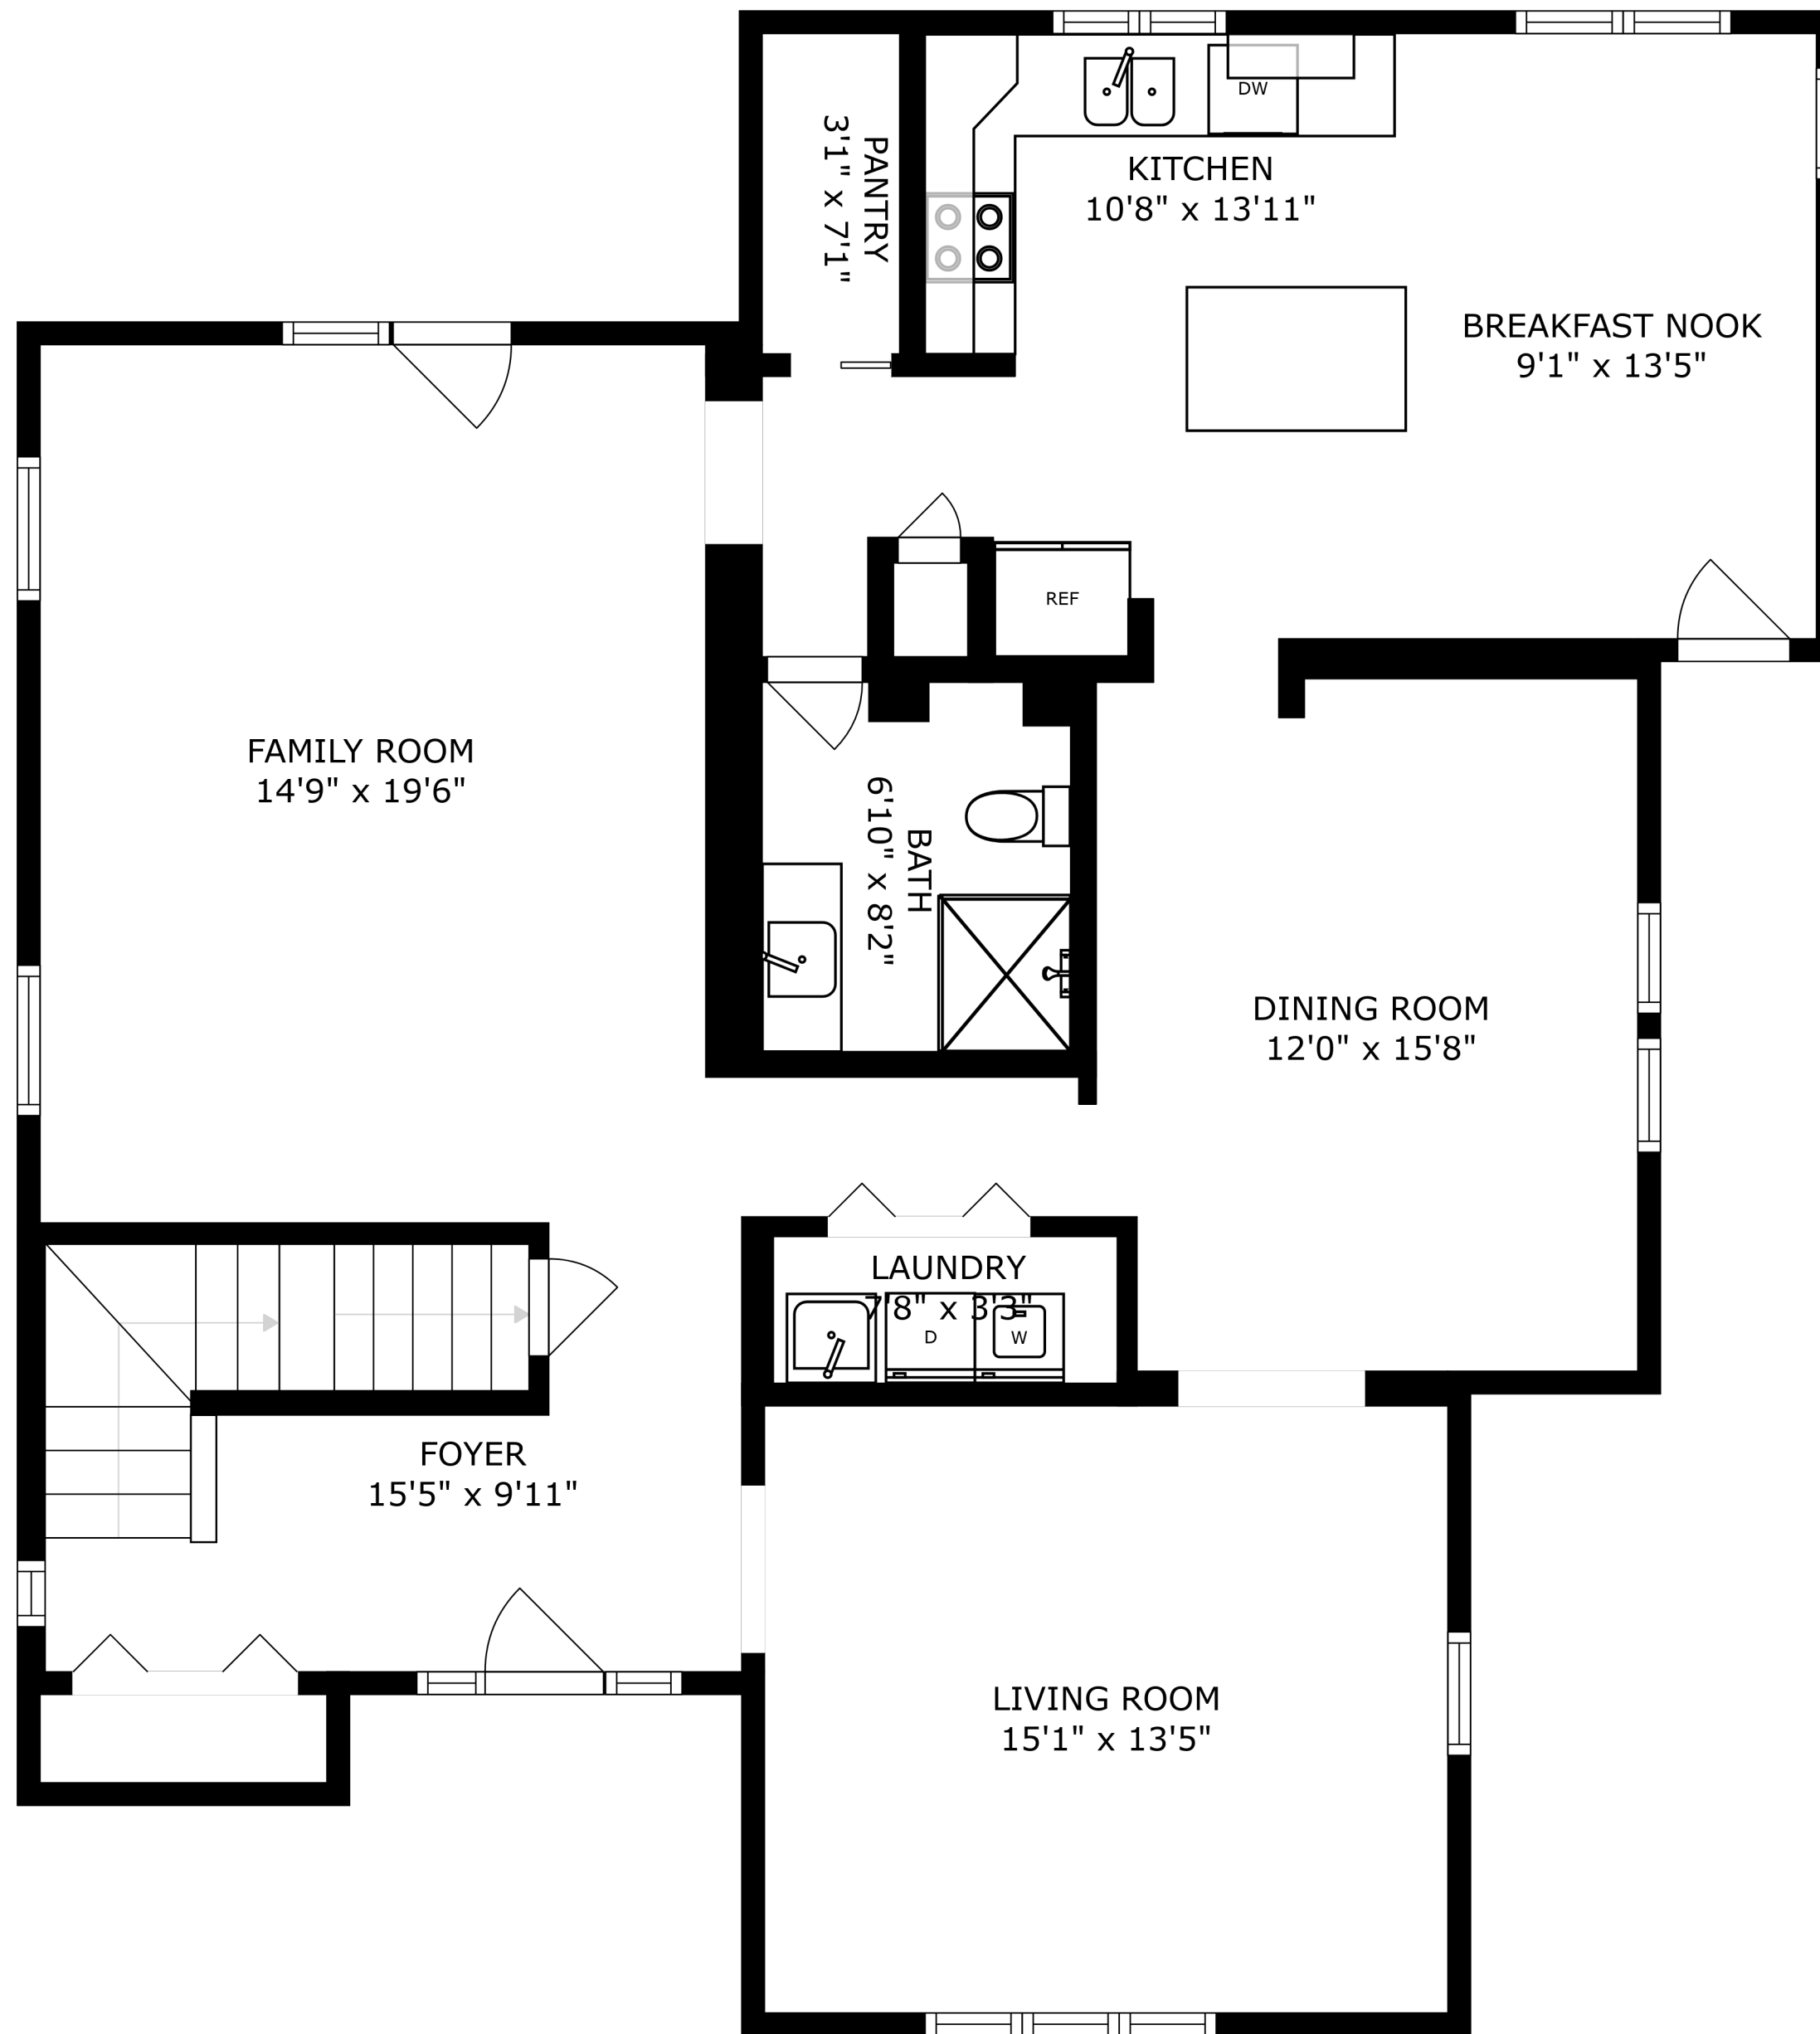 PANTRY
3'1" x 7'1"
DW
KITCHEN
10'8" x 13'11"
BREAKFAST NOOK
9'1" x 13'5"
REF
FAMILY ROOM
14'9" x 19'6"
BATH
6'10" x 8'2"
DINING ROOM
12'0" x 15'8"
LAUNDRY
7'8" x 3'3"
D
W
FOYER
15'5" x 9'11"
LIVING ROOM
15'1" x 13'5"